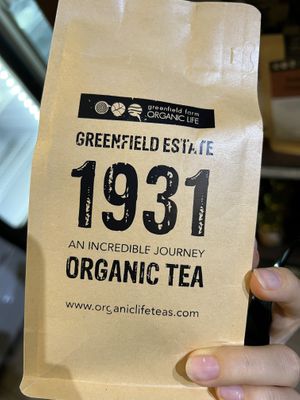 greenfield farm
ORGANIC LIFE
GREENFIELD ESTATE
1931
AN INCREDIBLE JOURNEY
ORGANIC TEA
www.organiclifeteas.com